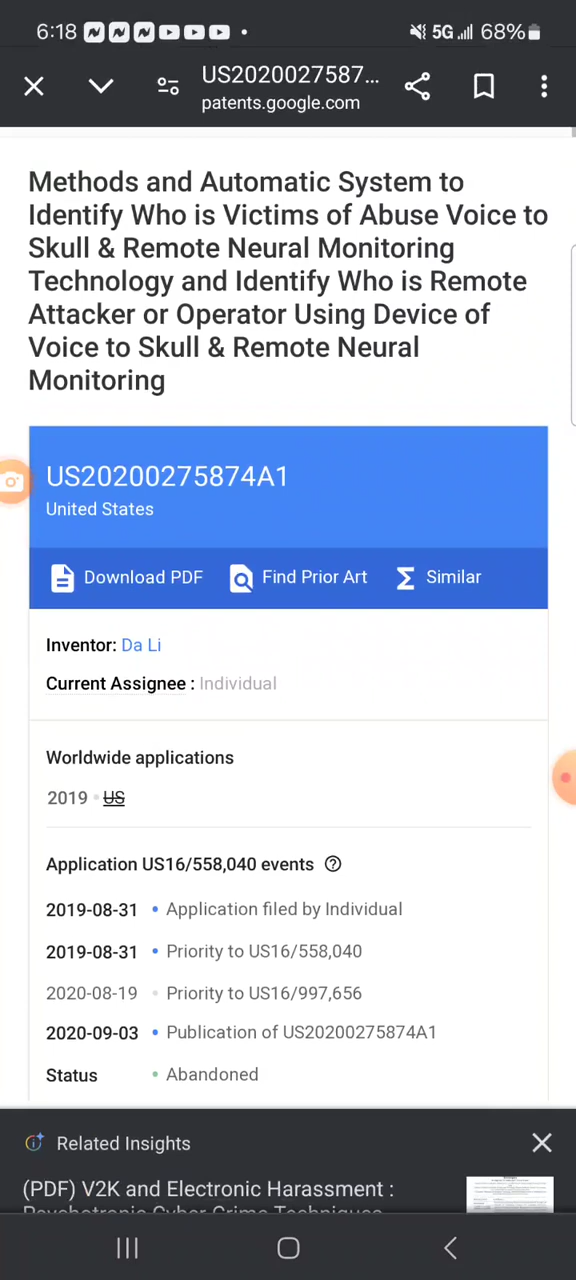 6:18
5G
68%
US2020027587...
patents.google.com
Methods and Automatic System to
Identify Who is Victims of Abuse Voice to
Skull & Remote Neural Monitoring
Technology and Identify Who is Remote
Attacker or Operator Using Device of
Voice to Skull & Remote Neural
Monitoring
US20200275874A1
United States
Download PDF Find Prior Art Similar
Inventor: Da Li
Current Assignee : Individual
Worldwide applications
2019 US
Application US16/558,040 events
2019-08-31 Application filed by Individual
2019-08-31 Priority to US16/558,040
2020-08-19 Priority to US16/997,656
2020-09-03 Publication of US20200275874A1
Status Abandoned
Related Insights
(PDF) V2K and Electronic Harassment :
Psychotronic Cyber Crime Techniques